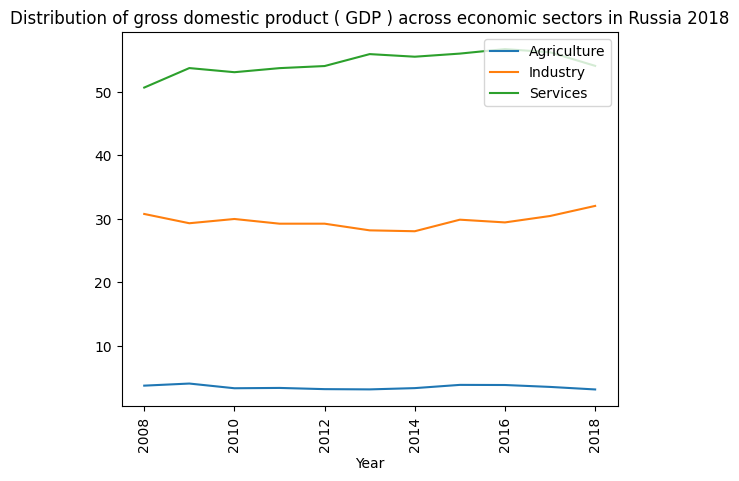 Distribution of gross domestic product ( GDP ) across economic sectors in Russia 2018
Agriculture
Industry
Services
50
40
30
20
10
2008
2010
2012
2014
2016
2018
Year